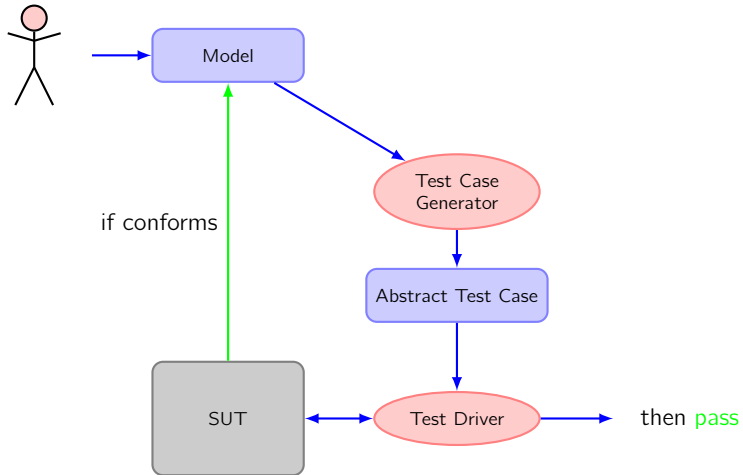 Model
Test Case
Generator
if conforms
Abstract Test Case
SUT
Test Driver
then pass